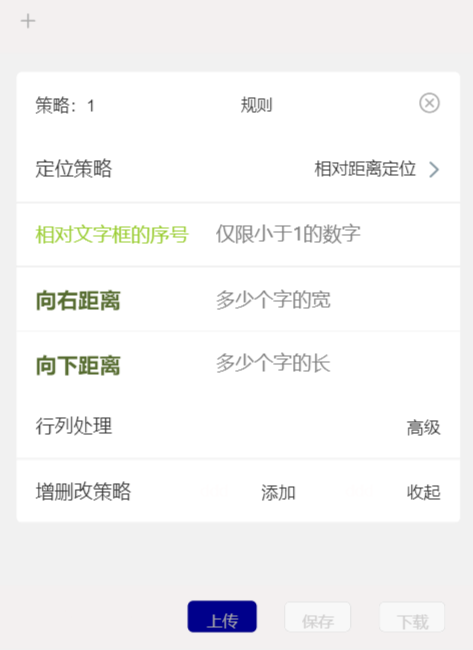 策略：1 规则
定位策略 相对距离定位
相对文字框的序号 仅限小于1的数字
向右距离 多少个字的宽
向下距离 多少个字的长
行列处理 高级
增删改策略 添加 收起
上传 保存 下载